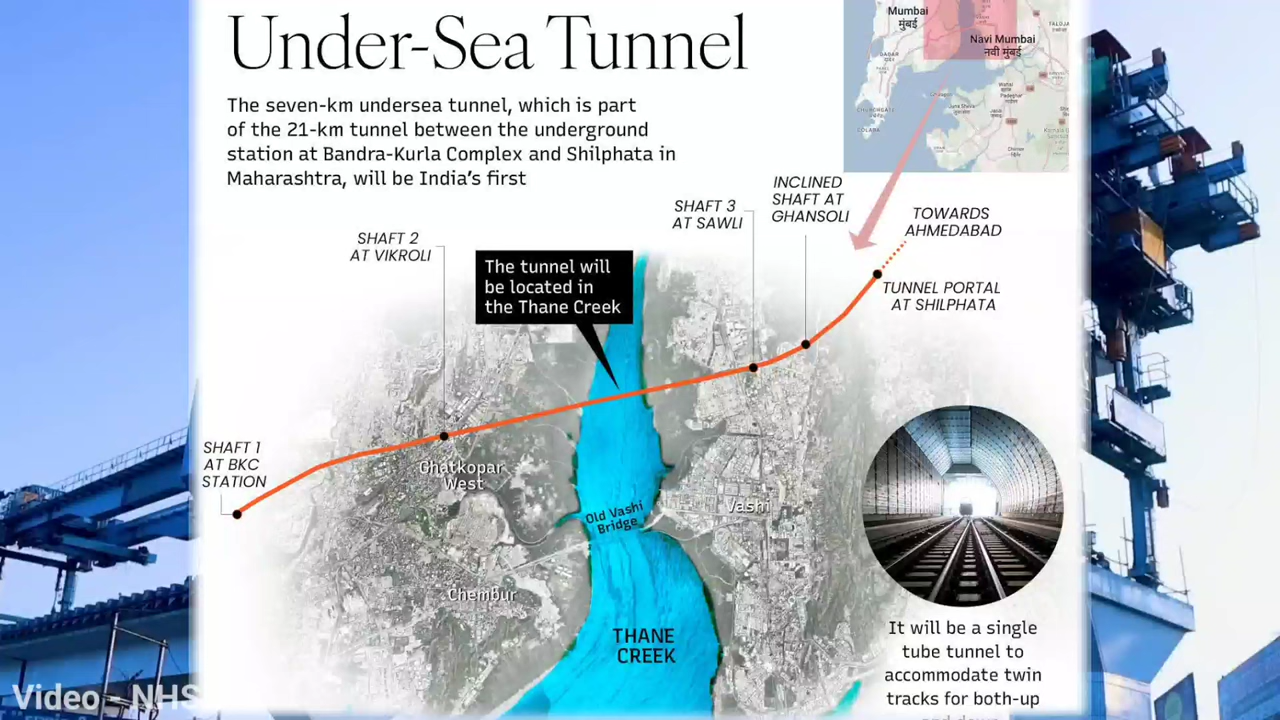 Under-Sea Tunnel
The seven-km undersea tunnel, which is part
of the 21-km tunnel between the underground
station at Bandra-Kurla Complex and Shilphata in
Maharashtra, will be India's first
Mumbai
मुंबई
Navi Mumbai
नवी मुंबई
INCLINED
SHAFT AT
GHANSOLI
SHAFT 3
AT SAWLI
TOWARDS
AHMEDABAD
SHAFT 2
AT VIKROLI
The tunnel will
be located in
the Thane Creek
TUNNEL PORTAL
AT SHILPHATA
SHAFT 1
AT BKC
STATION
Ghatkopar
West
Old Vashi
Bridge
Vashi
Chembur
THANE
CREEK
It will be a single
tube tunnel to
accommodate twin
tracks for both-up
Video - NHS